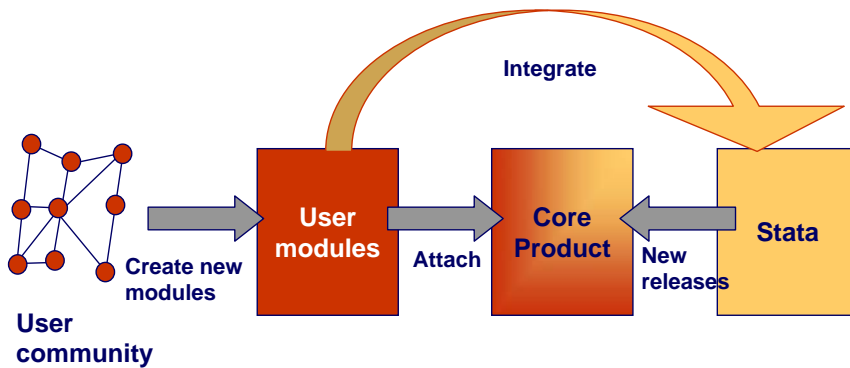 Integrate
User
modules
Core
Product
Stata
Attach
New
releases
Create new
modules
User
community